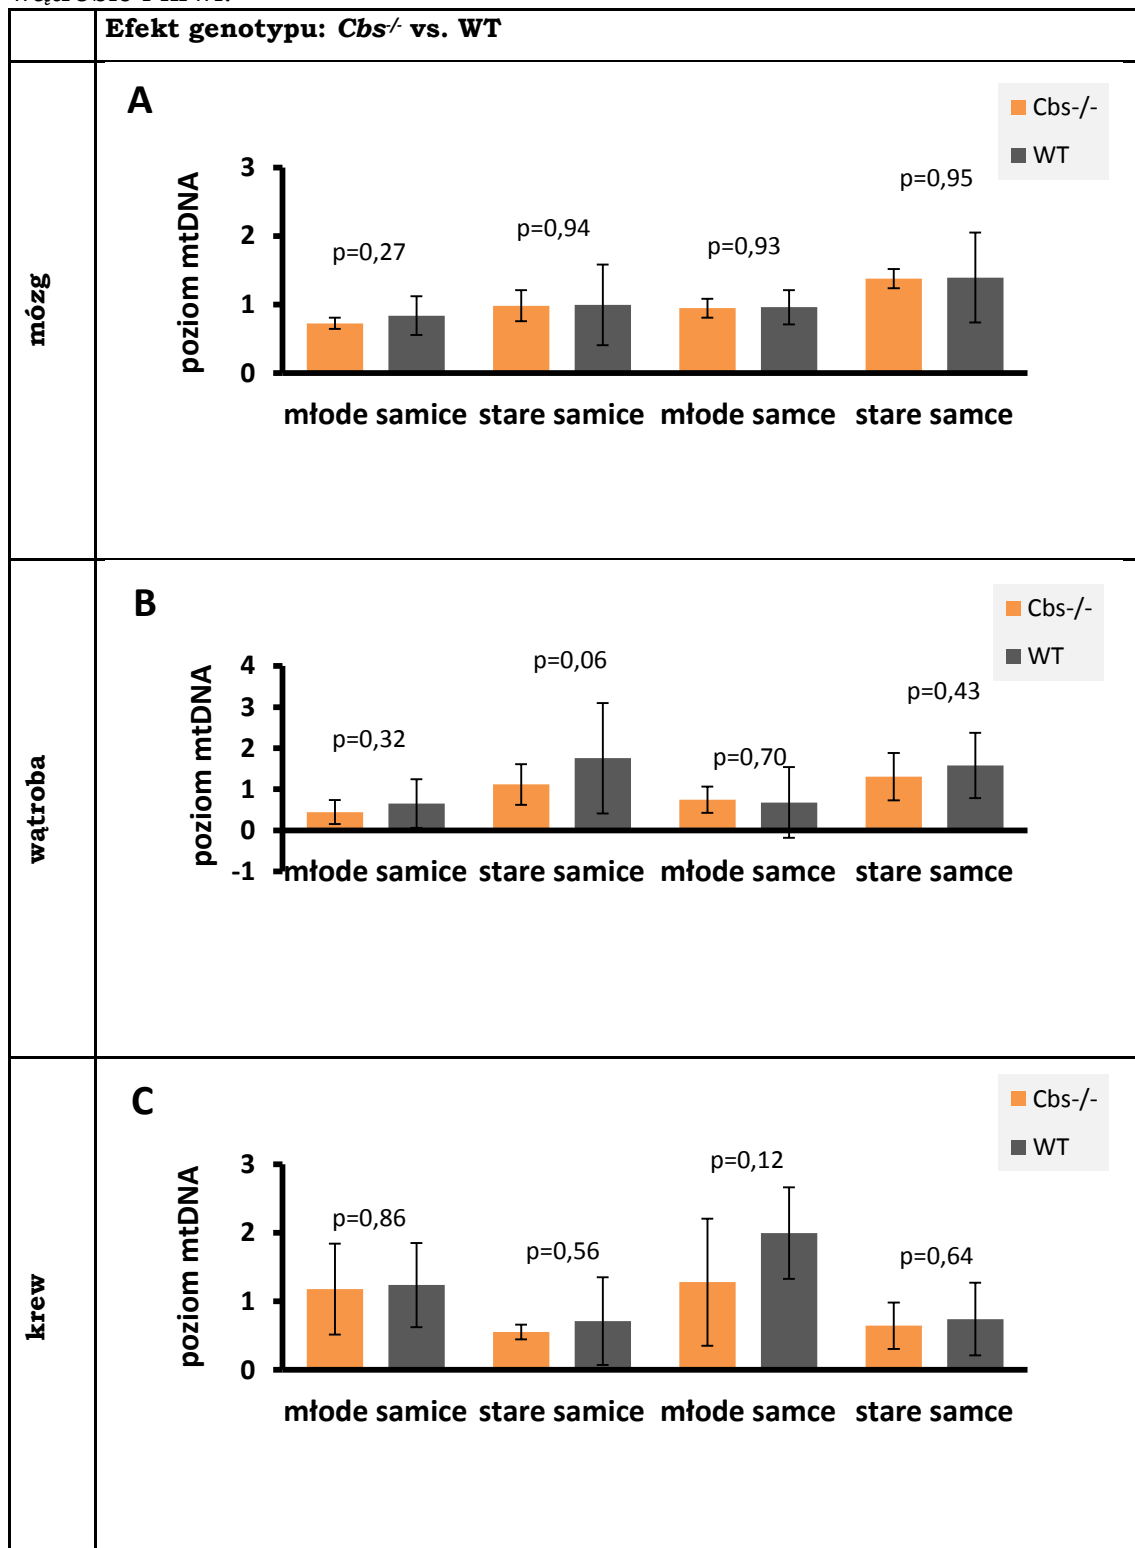 Efekt genotypu: Cbs-/- vs. WT
mózg
A
Cbs-/-
WT
poziom mtDNA
3
2
1
0
p=0,27
p=0,94
p=0,93
p=0,95
młode samice stare samice młode samce stare samce
wątroba
B
Cbs-/-
WT
poziom mtDNA
4
3
2
1
0
-1
p=0,32
p=0,06
p=0,70
p=0,43
młode samice stare samice młode samce stare samce
krew
C
Cbs-/-
WT
poziom mtDNA
3
2
1
0
p=0,86
p=0,56
p=0,12
p=0,64
młode samice stare samice młode samce stare samce